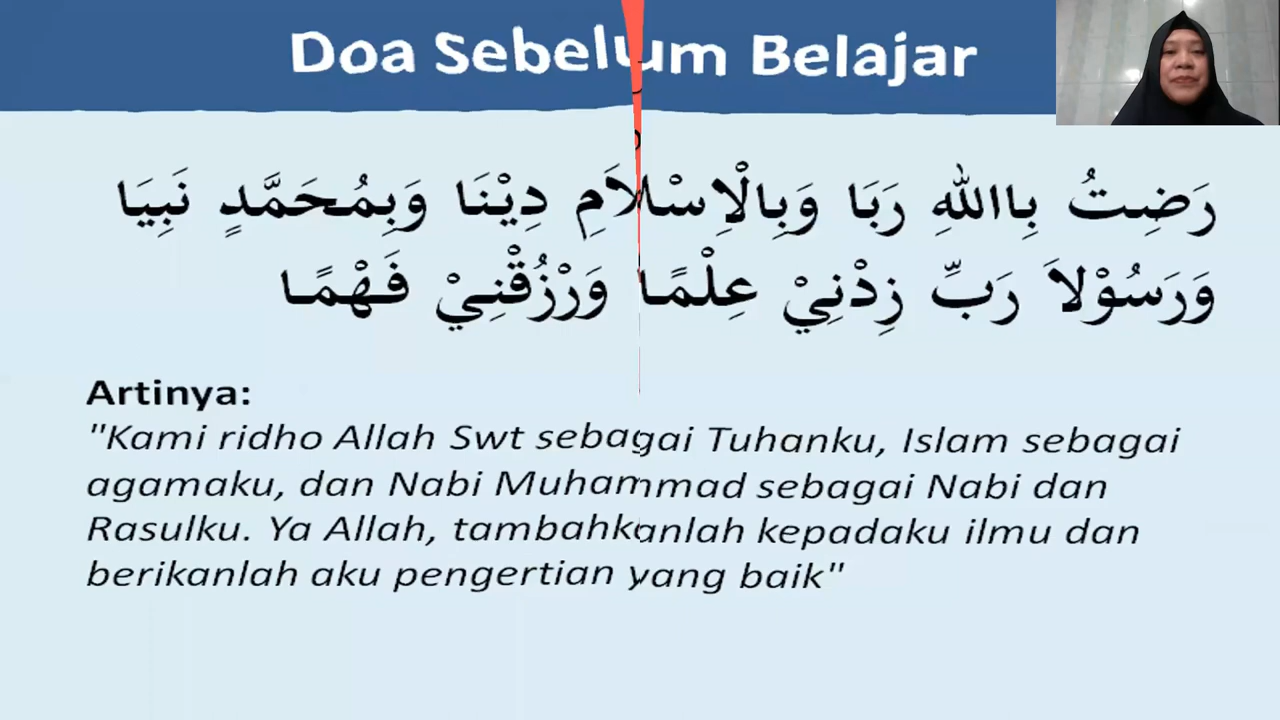 Doa Sebelum Belajar
رَضِتُ بِااللهِ رَبَا وَبِالْاِسْلَامِ دِيْنَا وَبِمُحَمَّدٍ نَبِيَا
وَرَسُوْلاَ رَبِّ زِدْنِيْ عِلْمًا وَرْزُقْنِيْ فَهْمًا
Artinya:
"Kami ridho Allah Swt sebagai Tuhanku, Islam sebagai
agamaku, dan Nabi Muhammad sebagai Nabi dan
Rasulku. Ya Allah, tambahkanlah kepadaku ilmu dan
berikanlah aku pengertian yang baik"